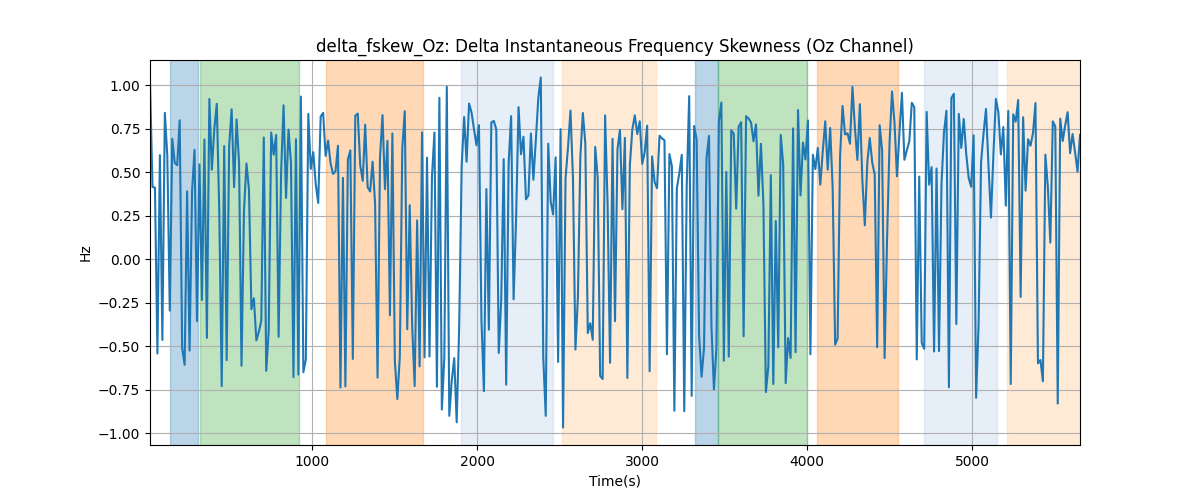 delta_fskew_Oz: Delta Instantaneous Frequency Skewness (Oz Channel)
1.00
0.75
0.50
0.25
0.00
−0.25
−0.50
−0.75
−1.00
Hz
1000 2000 3000 4000 5000
Time(s)